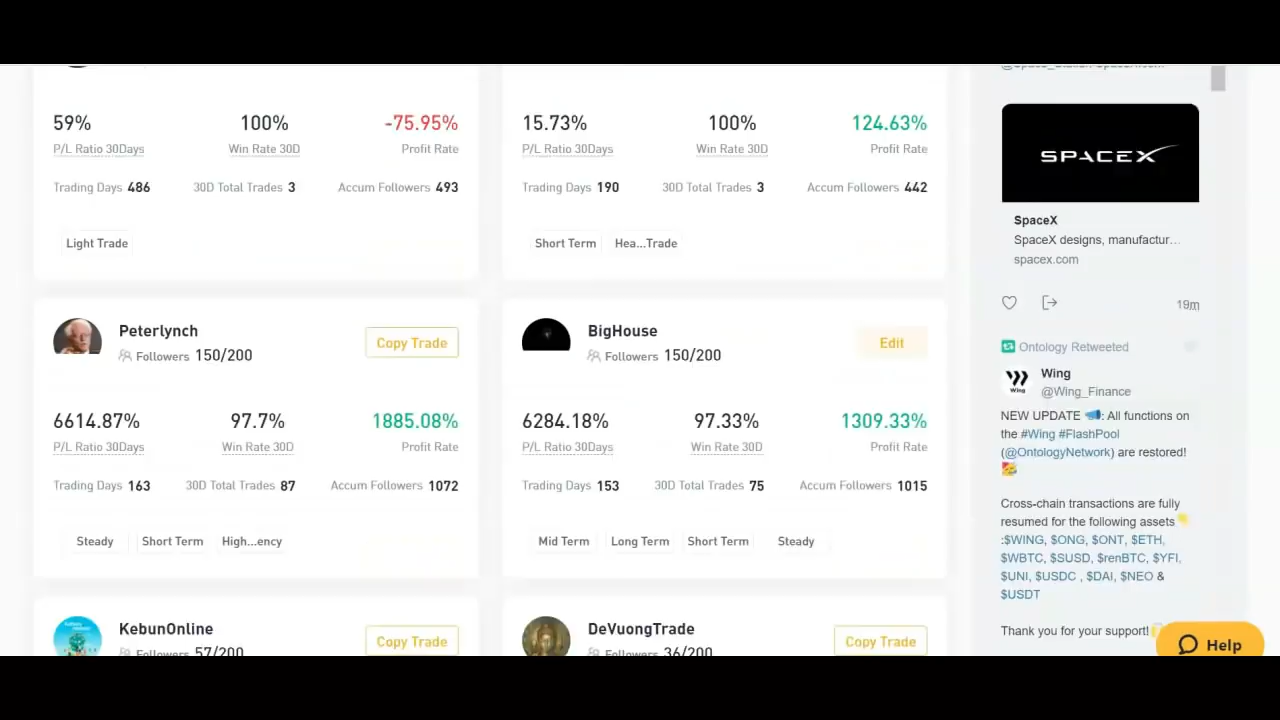 59%
100%
-75.95%
P/L Ratio 30Days
Win Rate 30D
Profit Rate
Trading Days 486
30D Total Trades 3
Accum Followers 493
Light Trade
15.73%
100%
124.63%
P/L Ratio 30Days
Win Rate 30D
Profit Rate
Trading Days 190
30D Total Trades 3
Accum Followers 442
Short Term
Hea...Trade
Peterlynch
Followers 150/200
Copy Trade
6614.87%
97.7%
1885.08%
P/L Ratio 30Days
Win Rate 30D
Profit Rate
Trading Days 163
30D Total Trades 87
Accum Followers 1072
Steady
Short Term
High...ency
BigHouse
Followers 150/200
Edit
6284.18%
97.33%
1309.33%
P/L Ratio 30Days
Win Rate 30D
Profit Rate
Trading Days 153
30D Total Trades 75
Accum Followers 1015
Mid Term
Long Term
Short Term
Steady
KebunOnline
Followers 57/200
Copy Trade
DeVuongTrade
Followers 36/200
Copy Trade
SPACEX
SpaceX
SpaceX designs, manufactur...
spacex.com
19m
Ontology Retweeted
Wing
Wing
@Wing_Finance
NEW UPDATE 📣: All functions on
the #Wing #FlashPool
(@OntologyNetwork) are restored!
🥳
Cross-chain transactions are fully
resumed for the following assets👇
:$WING, $ONG, $ONT, $ETH,
$WBTC, $SUSD, $renBTC, $YFI,
$UNI, $USDC , $DAI, $NEO &
$USDT
Thank you for your support!
Help